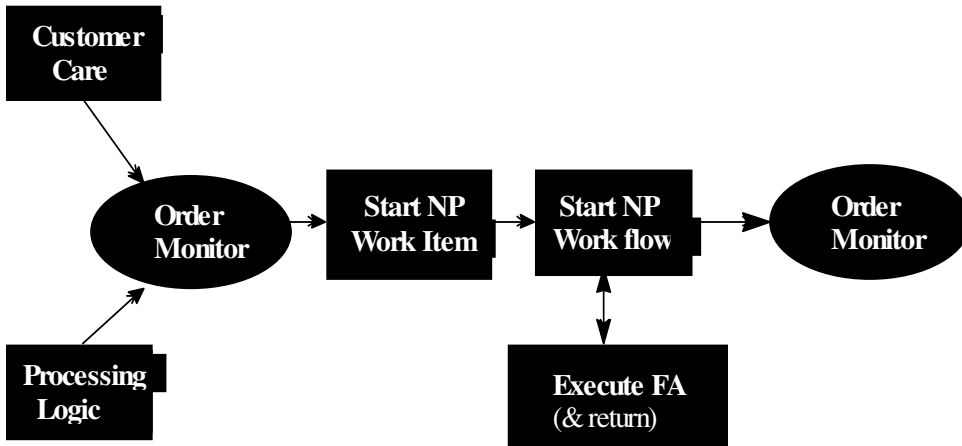 Customer
Care
Order
Monitor
Start NP
Work Item
Start NP
Work flow
Order
Monitor
Processing
Logic
Execute FA
(& return)